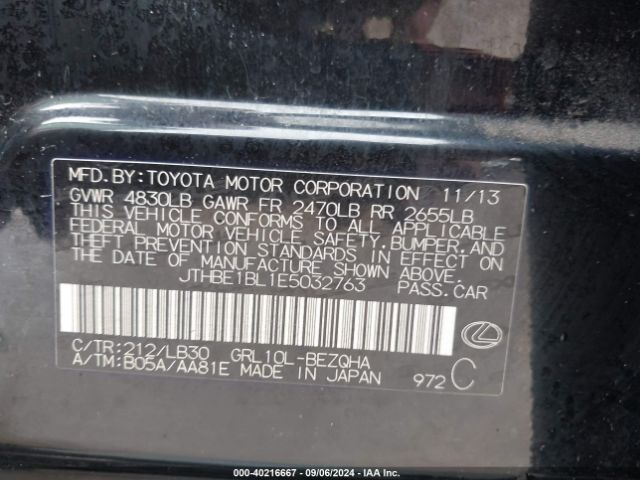 MFD.BY:TOYOTA MOTOR CORPORATION 11/13
GVWR 4830LB GAWR FR 2470LB RR 2655LB
THIS VEHICLE CONFORMS TO ALL APPLICABLE
FEDERAL MOTOR VEHICLE SAFETY,BUMPER,AND
THEFT PREVENTION STANDARDS IN EFFECT ON
THE DATE OF MANUFACTURE SHOWN ABOVE.
JTHBE1BL1E5032763 PASS.CAR
C/TR:212/LB30 GRL10L-BEZQHA
A/TM:B05A/AA81E MADE IN JAPAN 972 C
000-40216667 - 09/06/2024 - IAAI.COM